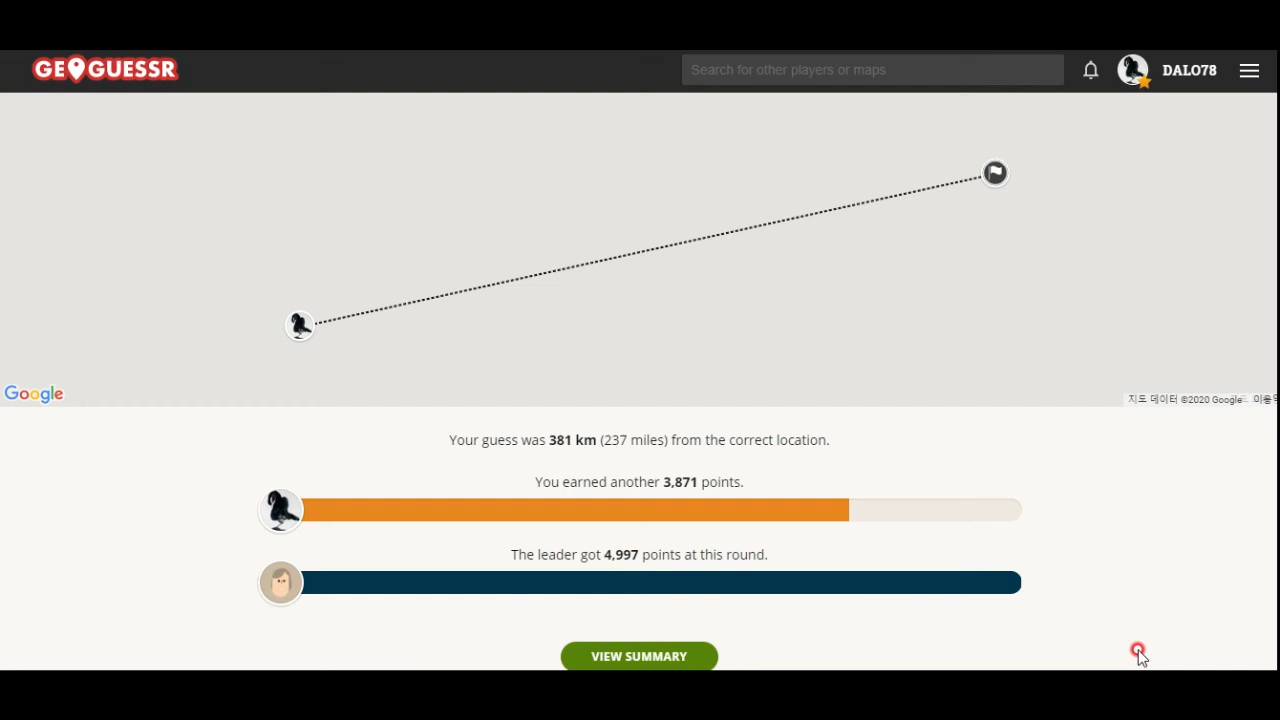 GEOGUESSR
Search for other players or maps
DALO78
Google
지도 데이터 ©2020 Google
Your guess was 381 km (237 miles) from the correct location.
You earned another 3,871 points.
The leader got 4,997 points at this round.
VIEW SUMMARY